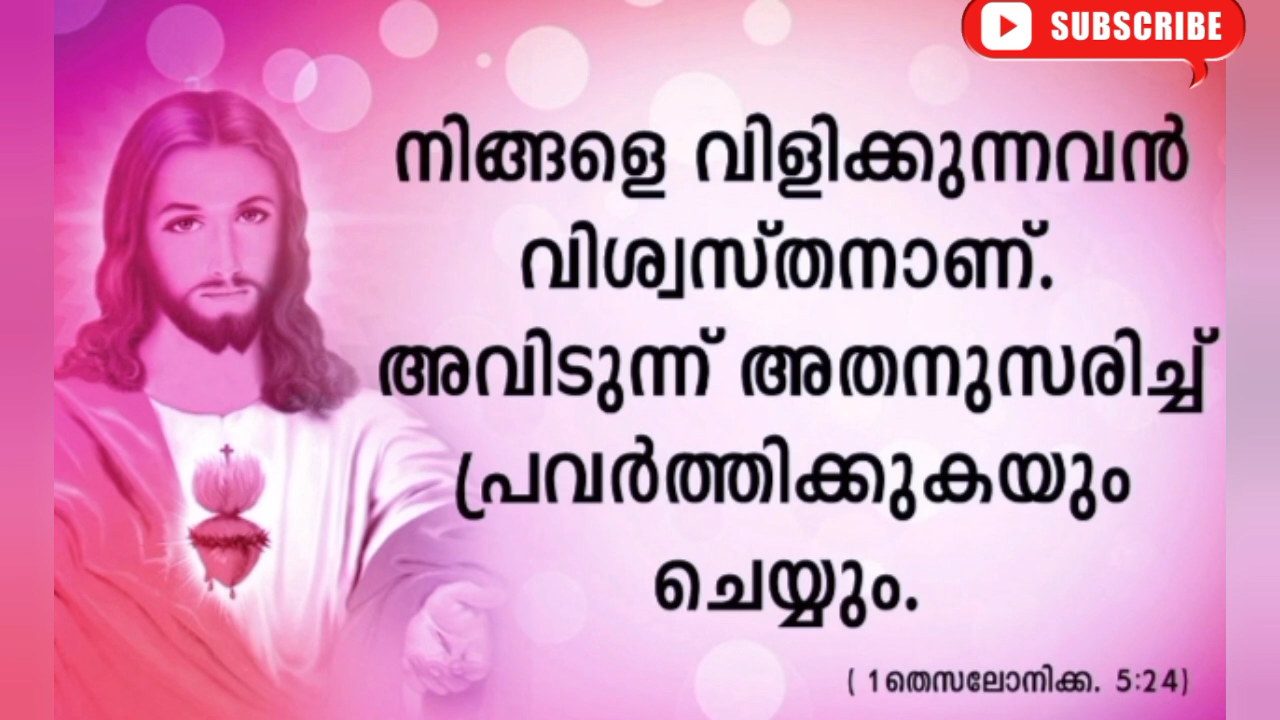 SUBSCRIBE
നിങ്ങളെ വിളിക്കുന്നവൻ
വിശ്വസ്തനാണ്.
അവിടുന്ന് അതനുസരിച്ച്
പ്രവർത്തിക്കുകയും
ചെയ്യും.
( 1തെസലോനിക്ക. 5:24)